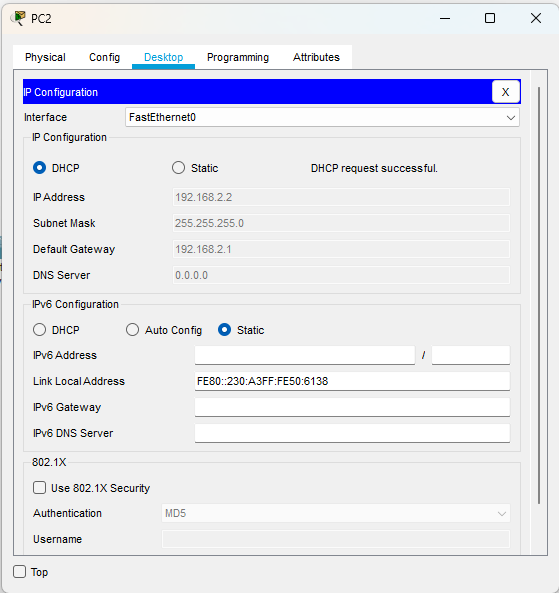 PC2
Physical Config Desktop Programming Attributes
IP Configuration X
Interface FastEthernet0
IP Configuration
DHCP Static DHCP request successful.
IP Address 192.168.2.2
Subnet Mask 255.255.255.0
Default Gateway 192.168.2.1
DNS Server 0.0.0.0
IPv6 Configuration
DHCP Auto Config Static
IPv6 Address /
Link Local Address FE80::230:A3FF:FE50:6138
IPv6 Gateway
IPv6 DNS Server
802.1X
Use 802.1X Security
Authentication MD5
Username
Top